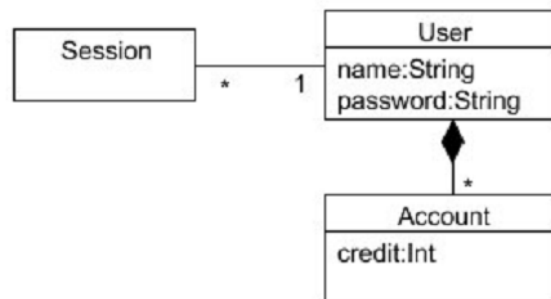 Session
* 1
User
name:String
password:String
*
Account
credit:Int